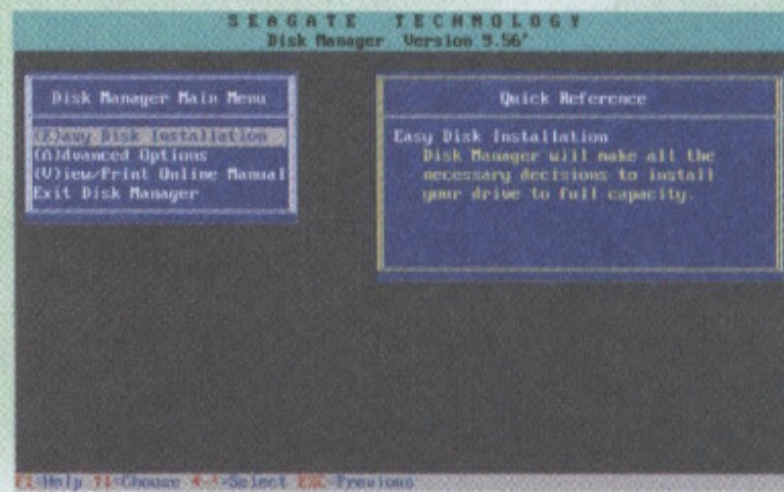 SEAGATE TECHNOLOGY
Disk Manager Version 9.56
Disk Manager Main Menu
(E)asy Disk Installation
(A)dvanced Options
(V)iew/Print Online Manual
Exit Disk Manager
Quick Reference
Easy Disk Installation
Disk Manager will make all the
necessary decisions to install
your drive to full capacity.
F1=Help ↑↓=Choose ←┘=Select ESC=Previous